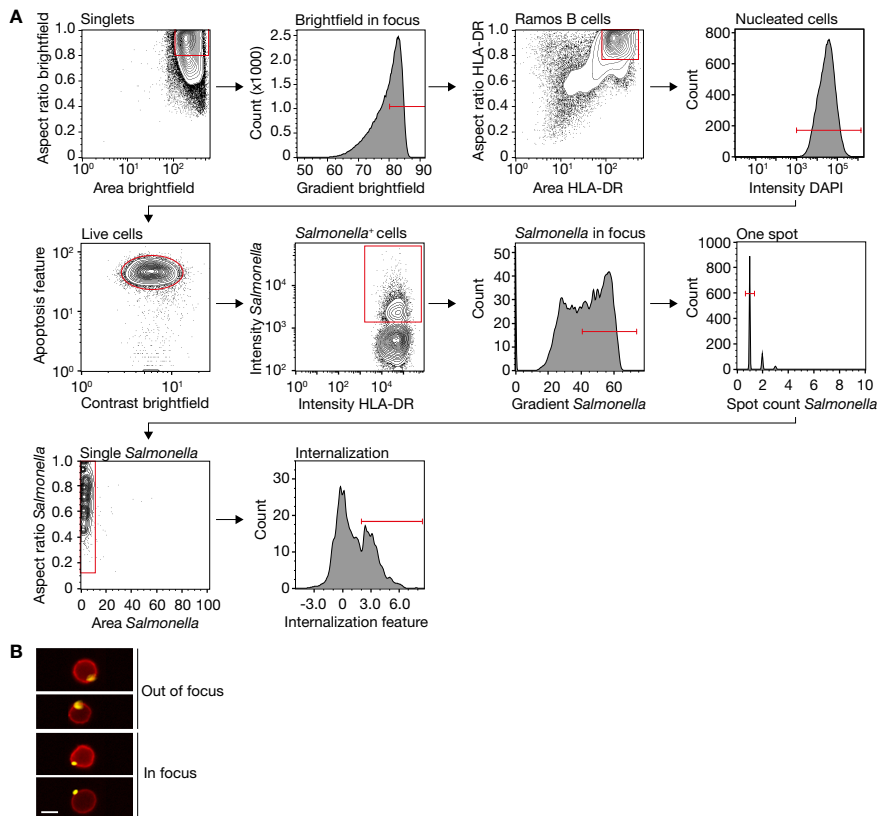 A
Singlets
Aspect ratio brightfield
1.0
0.8
0.6
0.4
0.2
0
10⁰ 10¹ 10²
Area brightfield
Brightfield in focus
Count (x1000)
2.5
2.0
1.5
1.0
0.5
0
50 60 70 80 90
Gradient brightfield
Ramos B cells
Aspect ratio HLA-DR
1.0
0.8
0.6
0.4
0.2
0
10⁰ 10¹ 10²
Area HLA-DR
Nucleated cells
Count
800
600
400
200
0
10¹ 10³ 10⁵
Intensity DAPI
Live cells
Apoptosis feature
10²
10¹
10⁰
10⁰ 10¹
Contrast brightfield
Salmonella⁺ cells
Intensity Salmonella
10⁴
10³
10²
10⁰ 10² 10⁴
Intensity HLA-DR
Salmonella in focus
Count
50
40
30
20
10
0
0 20 40 60
Gradient Salmonella
One spot
Count
1000
800
600
400
200
0
0 2 4 6 8 10
Spot count Salmonella
Single Salmonella
Aspect ratio Salmonella
1.0
0.8
0.6
0.4
0.2
0
0 20 40 60 80 100
Area Salmonella
Internalization
Count
30
20
10
0
-3.0 0 3.0 6.0
Internalization feature
B
Out of focus
In focus